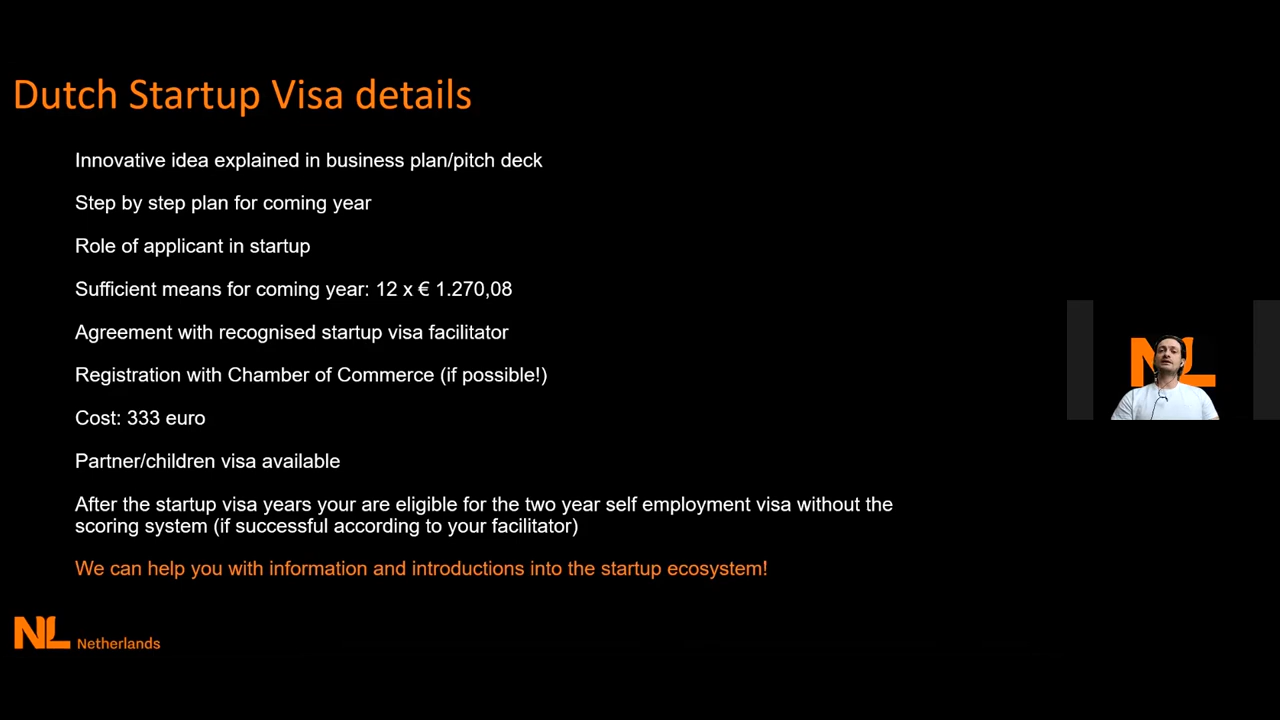 Dutch Startup Visa details
Innovative idea explained in business plan/pitch deck
Step by step plan for coming year
Role of applicant in startup
Sufficient means for coming year: 12 x € 1.270,08
Agreement with recognised startup visa facilitator
Registration with Chamber of Commerce (if possible!)
Cost: 333 euro
Partner/children visa available
After the startup visa years your are eligible for the two year self employment visa without the
scoring system (if successful according to your facilitator)
We can help you with information and introductions into the startup ecosystem!
NL Netherlands
NL